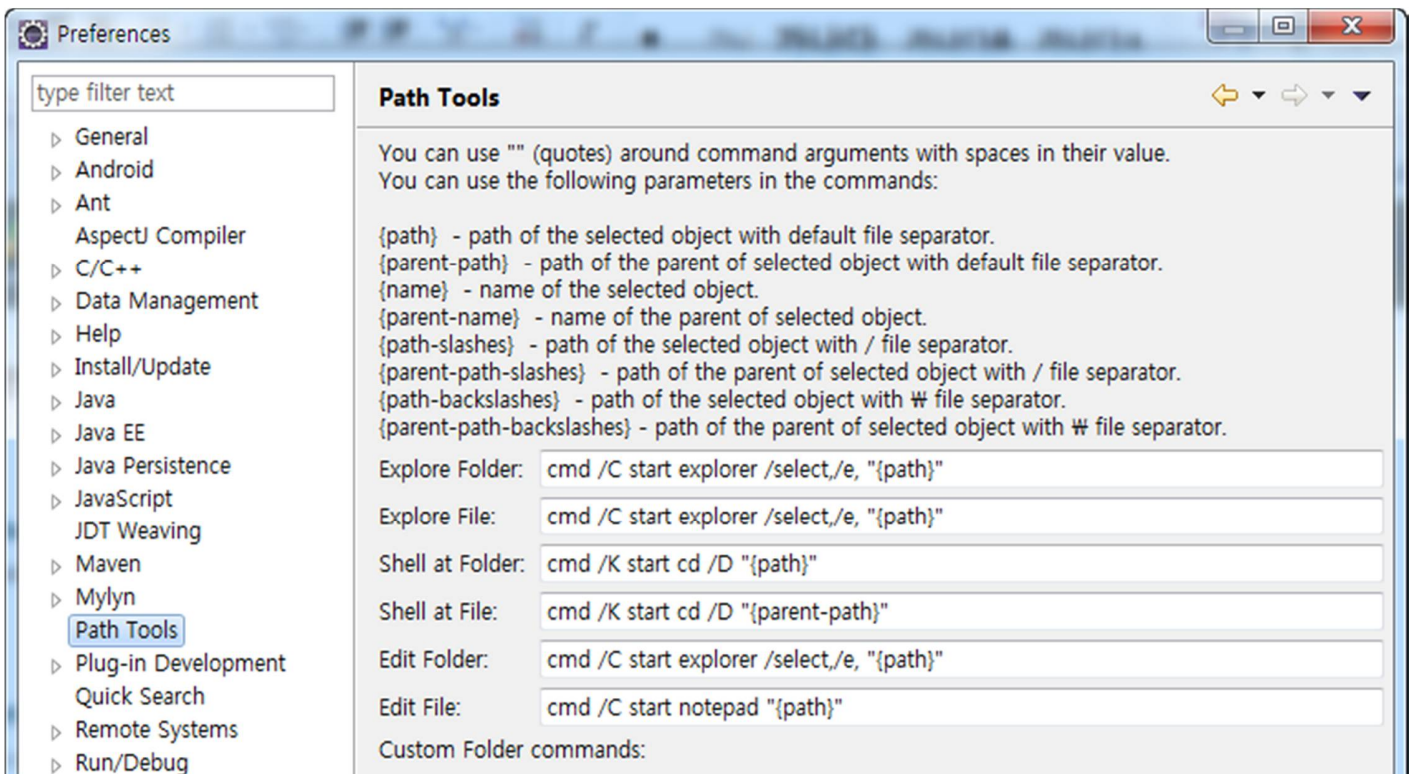 Preferences
type filter text
General
Android
Ant
AspectJ Compiler
C/C++
Data Management
Help
Install/Update
Java
Java EE
Java Persistence
JavaScript
JDT Weaving
Maven
Mylyn
Path Tools
Plug-in Development
Quick Search
Remote Systems
Run/Debug
Path Tools
You can use "" (quotes) around command arguments with spaces in their value.
You can use the following parameters in the commands:
{path} - path of the selected object with default file separator.
{parent-path} - path of the parent of selected object with default file separator.
{name} - name of the selected object.
{parent-name} - name of the parent of selected object.
{path-slashes} - path of the selected object with / file separator.
{parent-path-slashes} - path of the parent of selected object with / file separator.
{path-backslashes} - path of the selected object with ₩ file separator.
{parent-path-backslashes} - path of the parent of selected object with ₩ file separator.
Explore Folder: cmd /C start explorer /select,/e, "{path}"
Explore File: cmd /C start explorer /select,/e, "{path}"
Shell at Folder: cmd /K start cd /D "{path}"
Shell at File: cmd /K start cd /D "{parent-path}"
Edit Folder: cmd /C start explorer /select,/e, "{path}"
Edit File: cmd /C start notepad "{path}"
Custom Folder commands: